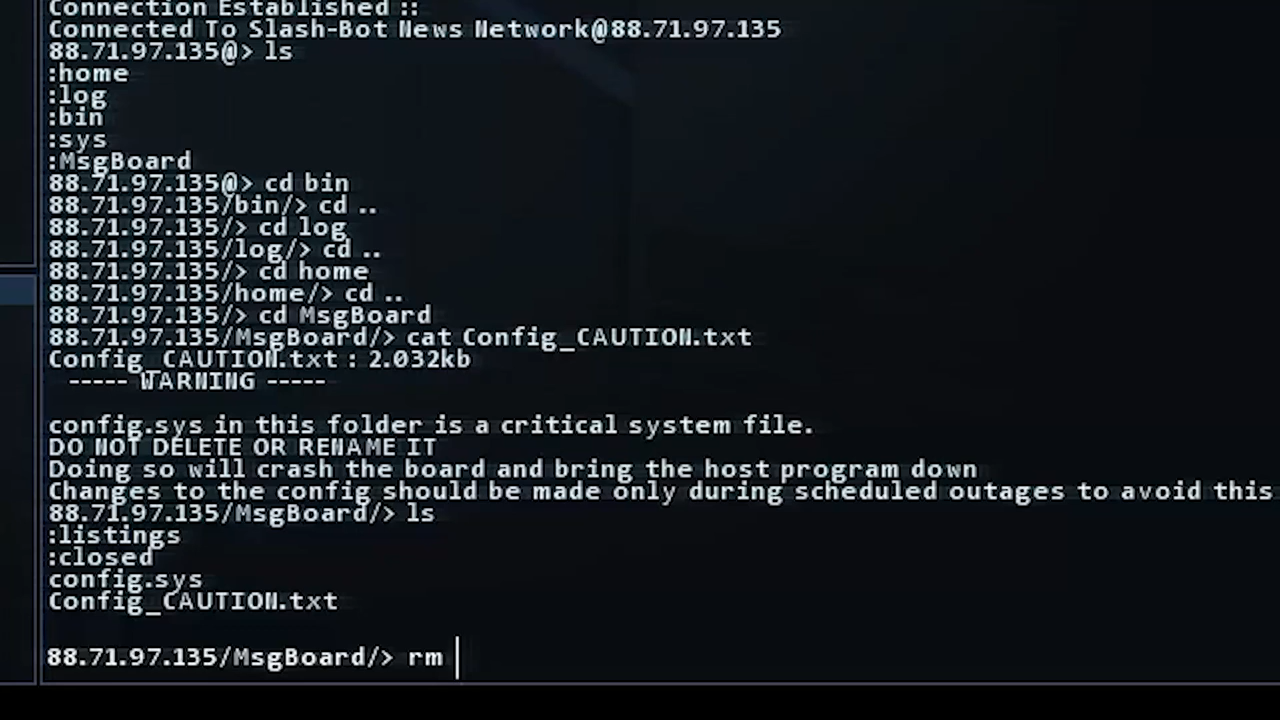 Connection Established ::
Connected To Slash-Bot News Network@88.71.97.135
88.71.97.135@> ls
:home
:log
:bin
:sys
:MsgBoard
88.71.97.135@> cd bin
88.71.97.135/bin/> cd ..
88.71.97.135/> cd log
88.71.97.135/log/> cd ..
88.71.97.135/> cd home
88.71.97.135/home/> cd ..
88.71.97.135/> cd MsgBoard
88.71.97.135/MsgBoard/> cat Config_CAUTION.txt
Config_CAUTION.txt : 2.032kb
----- WARNING -----
config.sys in this folder is a critical system file.
DO NOT DELETE OR RENAME IT
Doing so will crash the board and bring the host program down
Changes to the config should be made only during scheduled outages to avoid this
88.71.97.135/MsgBoard/> ls
:listings
:closed
config.sys
Config_CAUTION.txt
88.71.97.135/MsgBoard/> rm